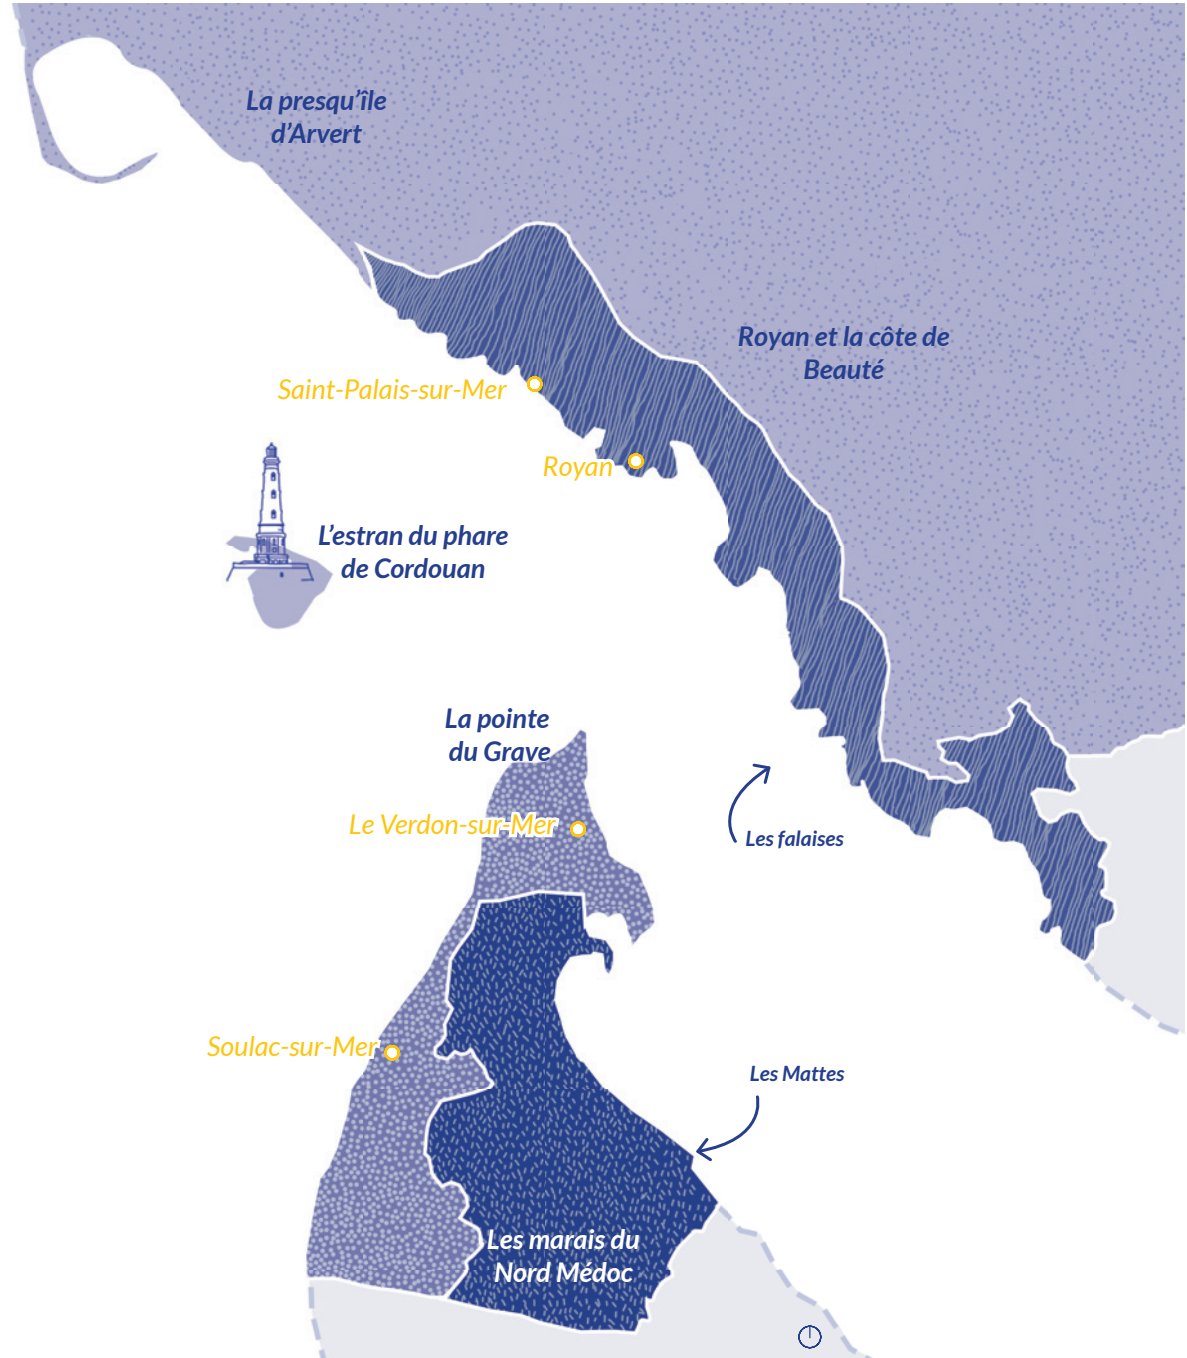 La presqu’île
d’Arvert
Royan et la côte de
Beauté
Saint-Palais-sur-Mer
Royan
L’estran du phare
de Cordouan
La pointe
du Grave
Le Verdon-sur-Mer
Les falaises
Soulac-sur-Mer
Les Mattes
Les marais du
Nord Médoc